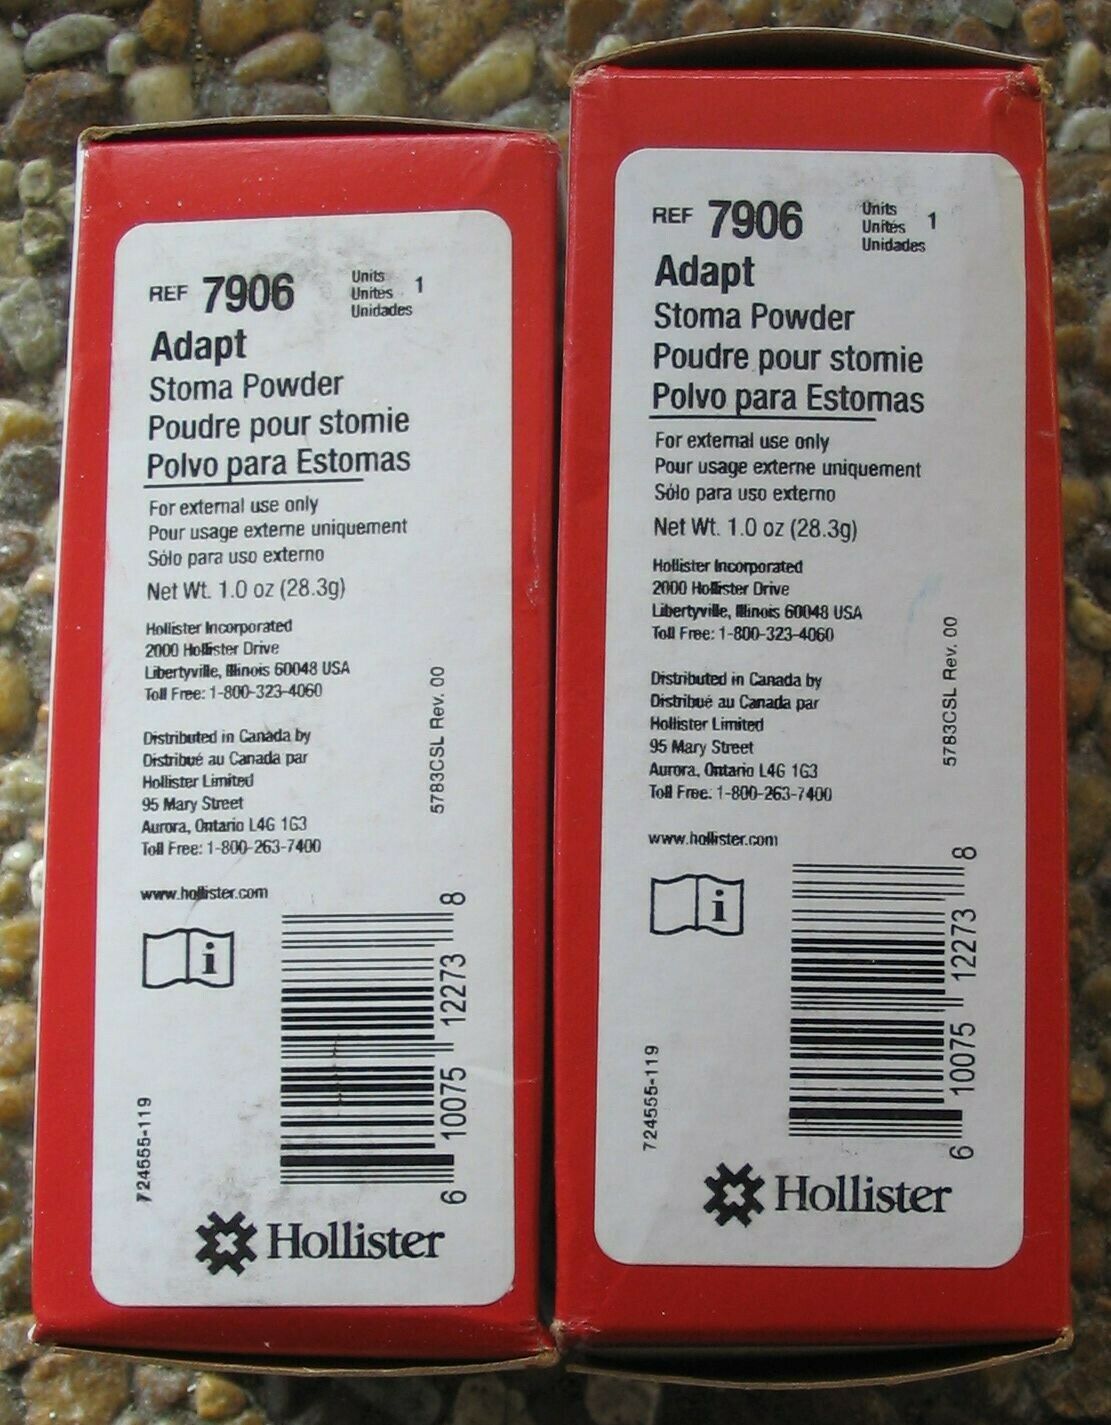 REF 7906
Units
Unités
Unidades
1
Adapt
Stoma Powder
Poudre pour stomie
Polvo para Estomas
For external use only
Pour usage externe uniquement
Sólo para uso externo
Net Wt. 1.0 oz (28.3g)
Hollister Incorporated
2000 Hollister Drive
Libertyville, Illinois 60048 USA
Toll Free: 1-800-323-4060
Distributed in Canada by
Distribué au Canada par
Hollister Limited
95 Mary Street
Aurora, Ontario L4G 1G3
Toll Free: 1-800-263-7400
www.hollister.com
5783CSL Rev. 00
i
724555-119
6 10075 12273 8
Hollister
REF 7906
Units
Unités
Unidades
1
Adapt
Stoma Powder
Poudre pour stomie
Polvo para Estomas
For external use only
Pour usage externe uniquement
Sólo para uso externo
Net Wt. 1.0 oz (28.3g)
Hollister Incorporated
2000 Hollister Drive
Libertyville, Illinois 60048 USA
Toll Free: 1-800-323-4060
Distributed in Canada by
Distribué au Canada par
Hollister Limited
95 Mary Street
Aurora, Ontario L4G 1G3
Toll Free: 1-800-263-7400
www.hollister.com
5783CSL Rev. 00
i
724555-119
6 10075 12273 8
Hollister